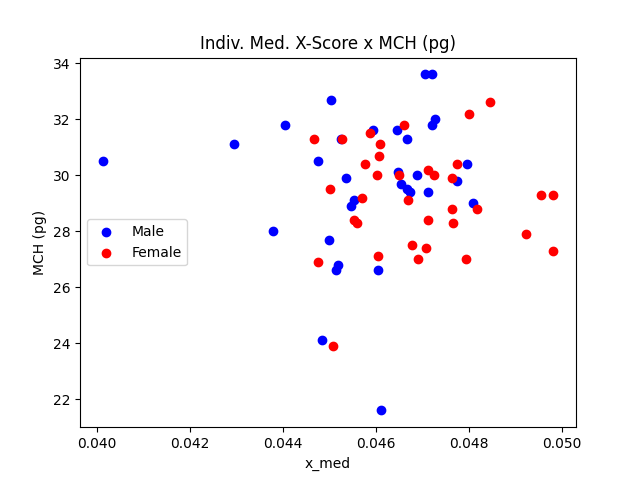 Indiv. Med. X-Score x MCH (pg)
34
32
30
28
26
24
22
MCH (pg)
Male
Female
0.040
0.042
0.044
0.046
0.048
0.050
x_med